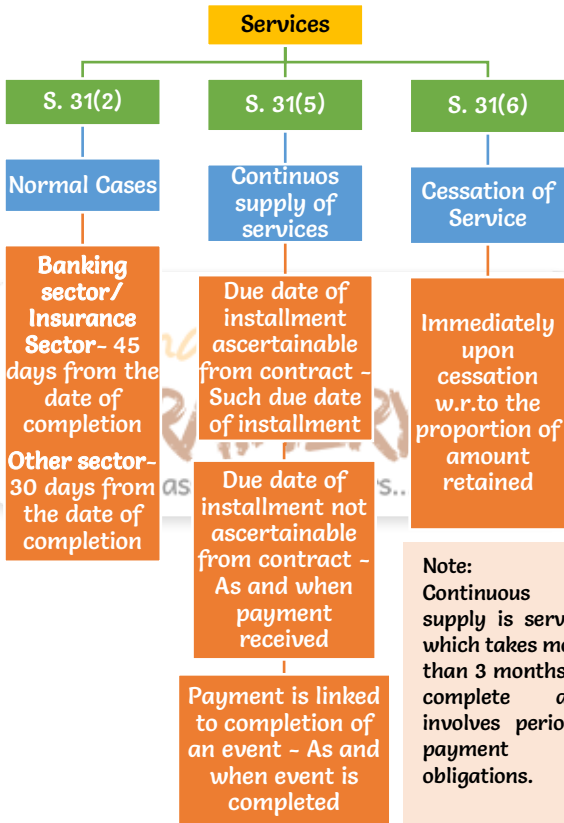 Services
S. 31(2)
Normal Cases
Banking
sector/
Insurance
Sector- 45
days from the
date of
completion
Other sector-
30 days from
the date of
completion
S. 31(5)
Continuos
supply of
services
Due date of
installment
ascertainable
from contract -
Such due date
of installment
Due date of
installment not
ascertainable
from contract -
As and when
payment
received
Payment is linked
to completion of
an event - As and
when event is
completed
S. 31(6)
Cessation of
Service
Immediately
upon
cessation
w.r.to the
proportion of
amount
retained
Note:
Continuous
supply is
which takes
than 3 months
complete
involves
payment
obligations.